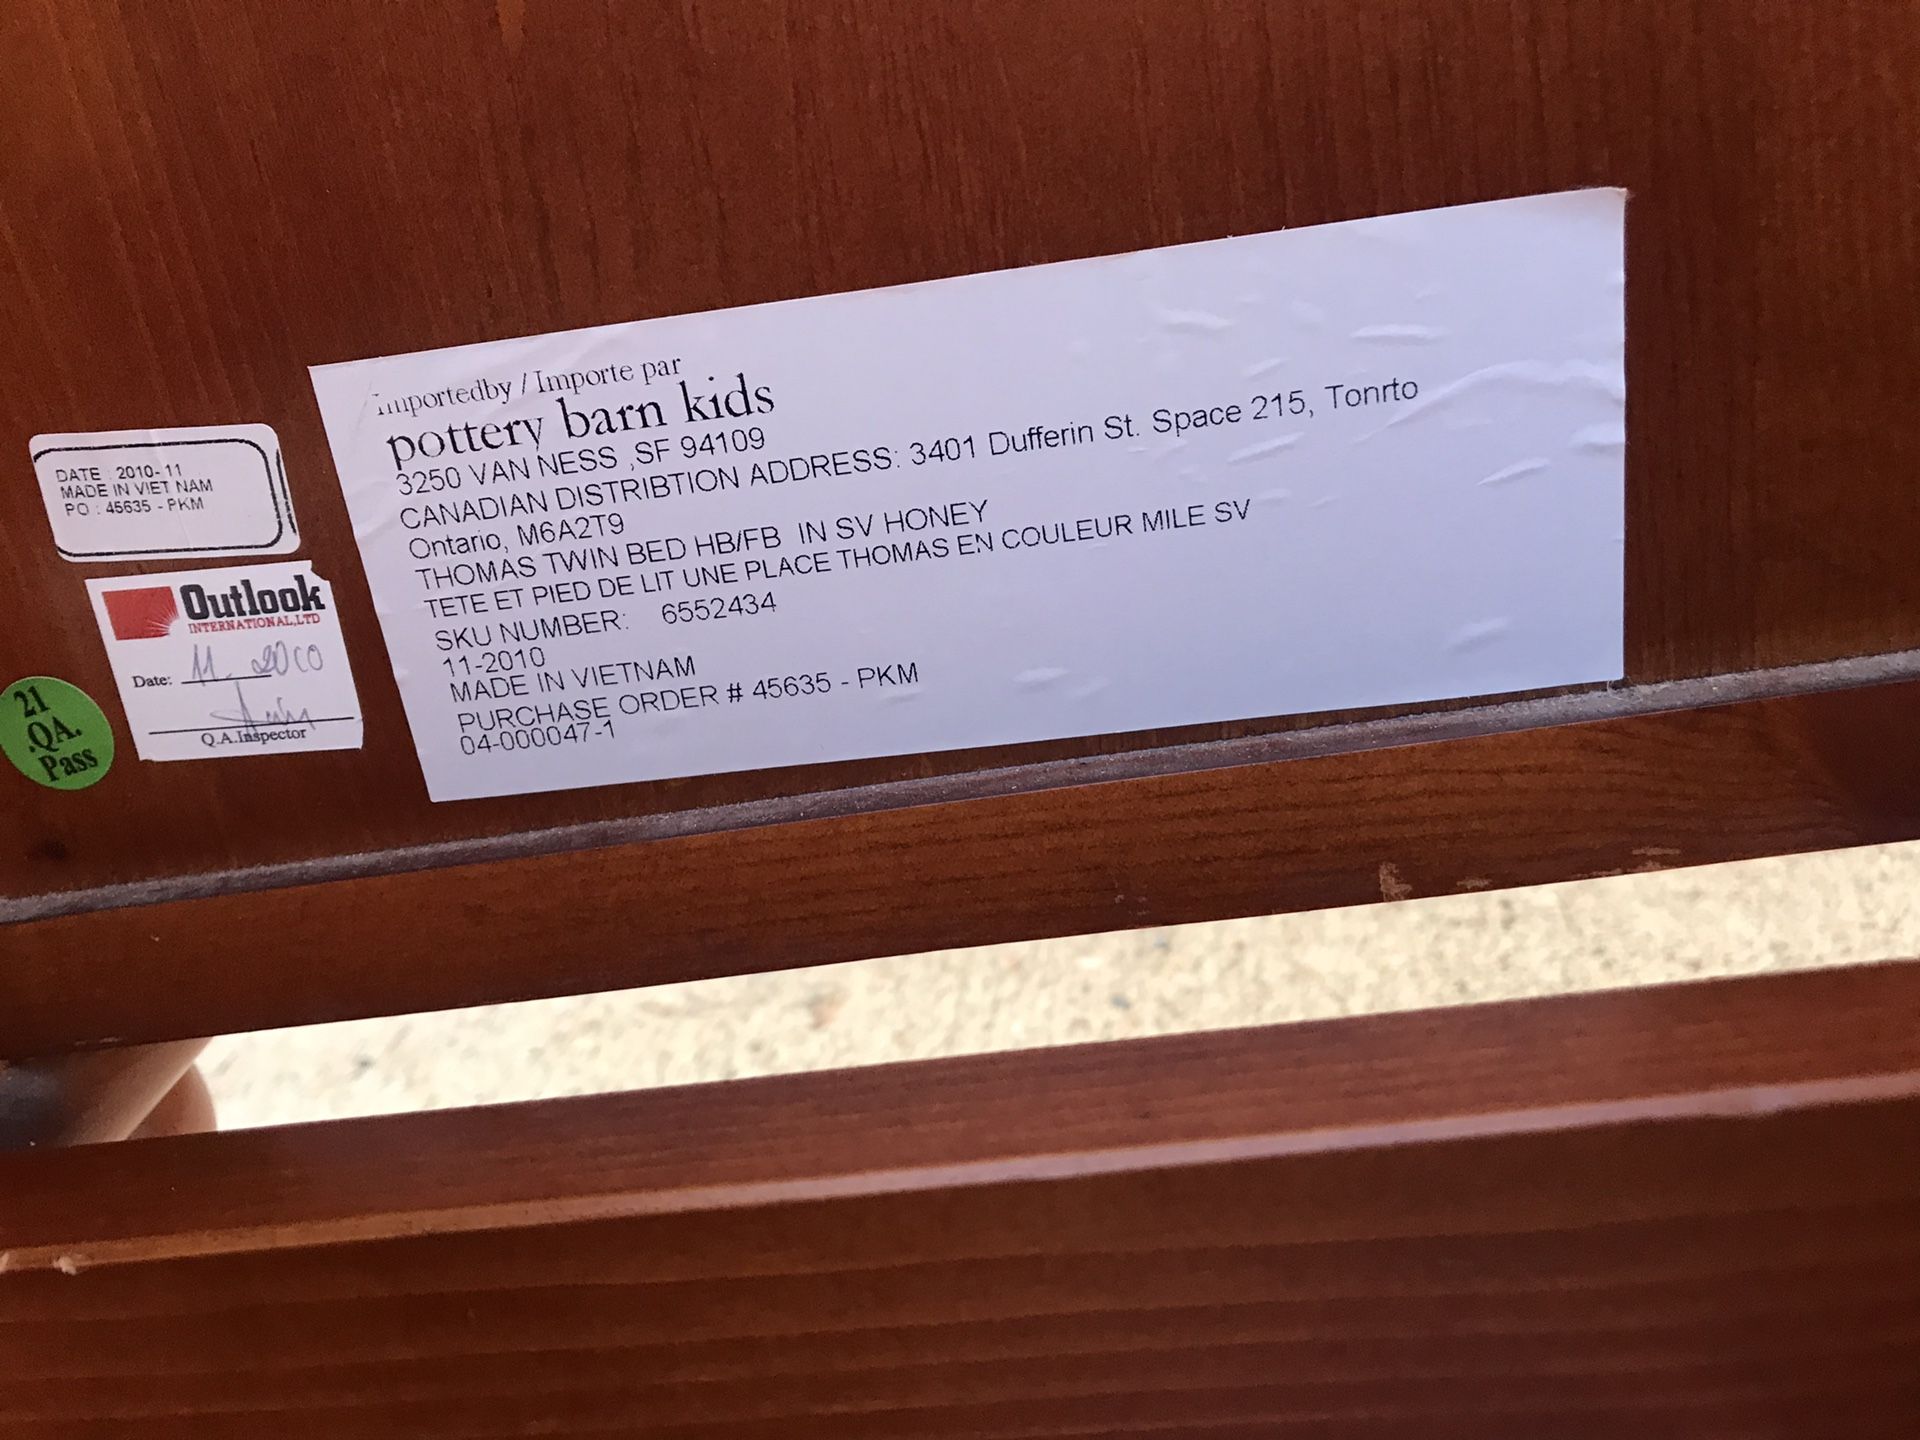 Importedby / Importe par
pottery barn kids
3250 VAN NESS ,SF 94109
CANADIAN DISTRIBTION ADDRESS: 3401 Dufferin St. Space 215, Tonrto
Ontario, M6A2T9
THOMAS TWIN BED HB/FB IN SV HONEY
TETE ET PIED DE LIT UNE PLACE THOMAS EN COULEUR MILE SV
SKU NUMBER: 6552434
11-2010
MADE IN VIETNAM
PURCHASE ORDER # 45635 - PKM
04-000047-1
DATE : 2010-11
MADE IN VIET NAM
PO : 45635 - PKM
Outlook
INTERNATIONAL,LTD
Date: 11. 2010
Q.A.Inspector
21
.QA.
Pass